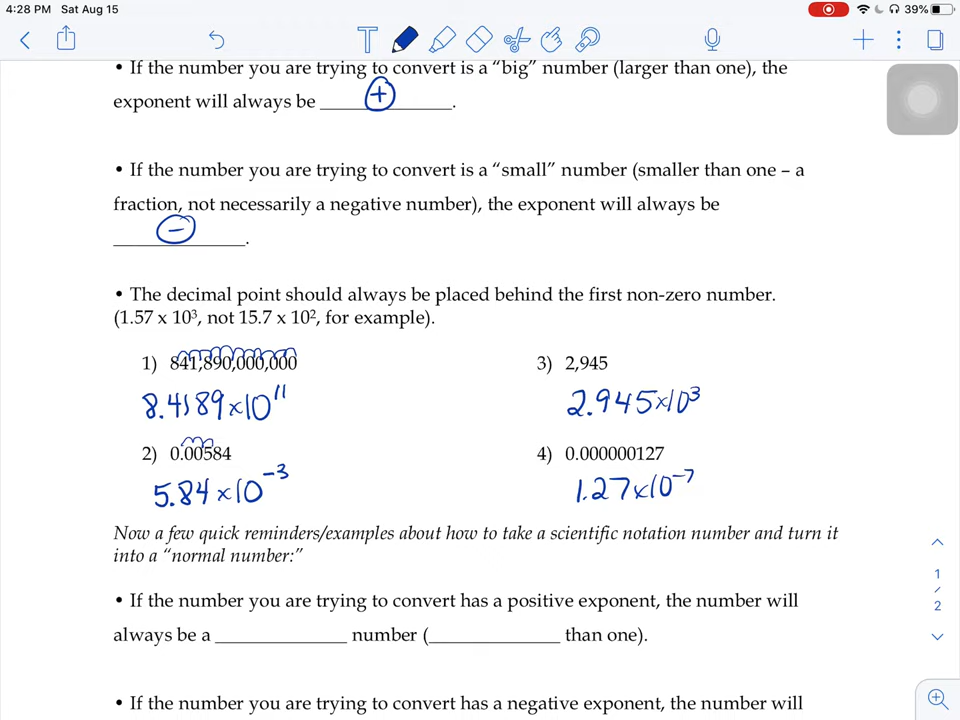 4:28 PM Sat Aug 15
39%
• If the number you are trying to convert is a “big” number (larger than one), the
exponent will always be ______________.
+
• If the number you are trying to convert is a “small” number (smaller than one – a
fraction, not necessarily a negative number), the exponent will always be
______________.
−
• The decimal point should always be placed behind the first non-zero number.
(1.57 x 10³, not 15.7 x 10², for example).
1) 841,890,000,000
8.4189 x 10¹¹
2) 0.00584
5.84 x 10⁻³
3) 2,945
2.945 x 10³
4) 0.000000127
1.27 x 10⁻⁷
Now a few quick reminders/examples about how to take a scientific notation number and turn it
into a “normal number:”
• If the number you are trying to convert has a positive exponent, the number will
always be a ______________ number (______________ than one).
• If the number you are trying to convert has a negative exponent, the number will
1
/
2